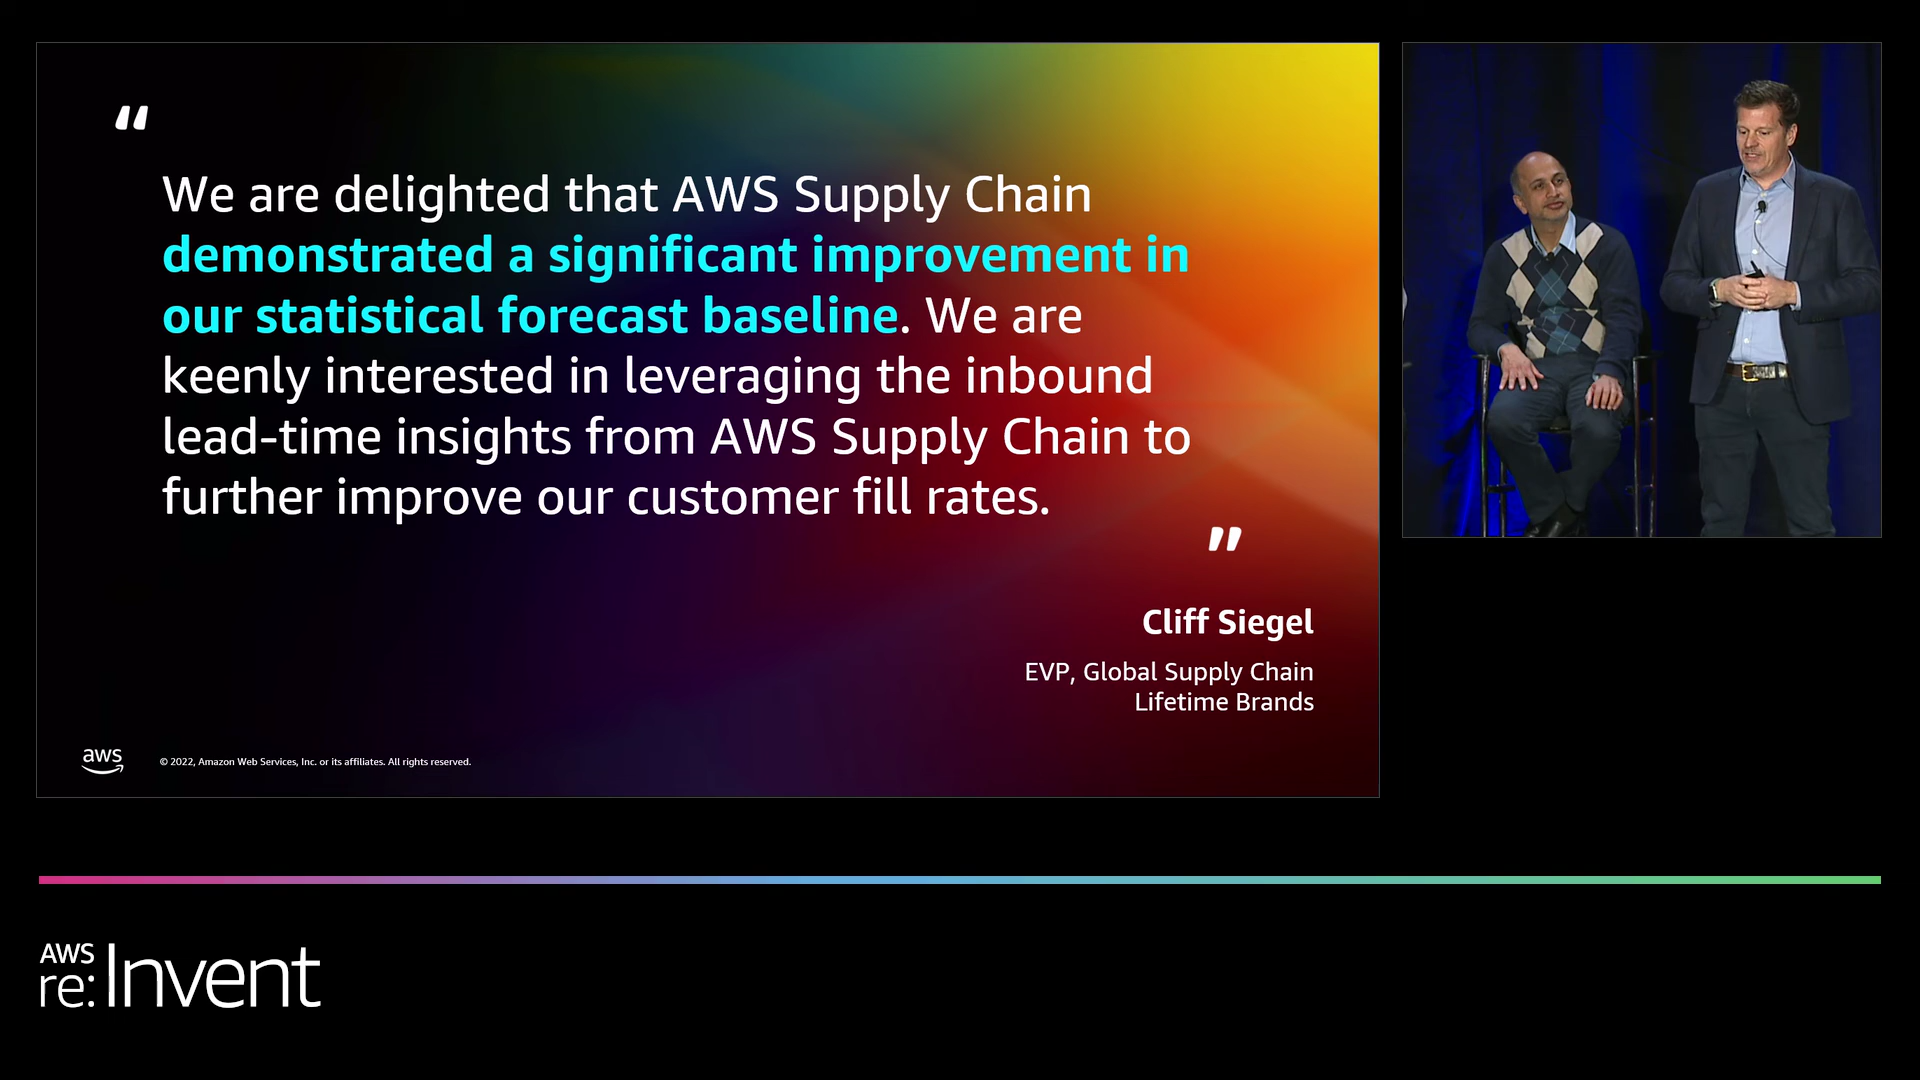 “
We are delighted that AWS Supply Chain
demonstrated a significant improvement in
our statistical forecast baseline. We are
keenly interested in leveraging the inbound
lead-time insights from AWS Supply Chain to
further improve our customer fill rates.
”
Cliff Siegel
EVP, Global Supply Chain
Lifetime Brands
aws
© 2022, Amazon Web Services, Inc. or its affiliates. All rights reserved.
AWS
re:Invent